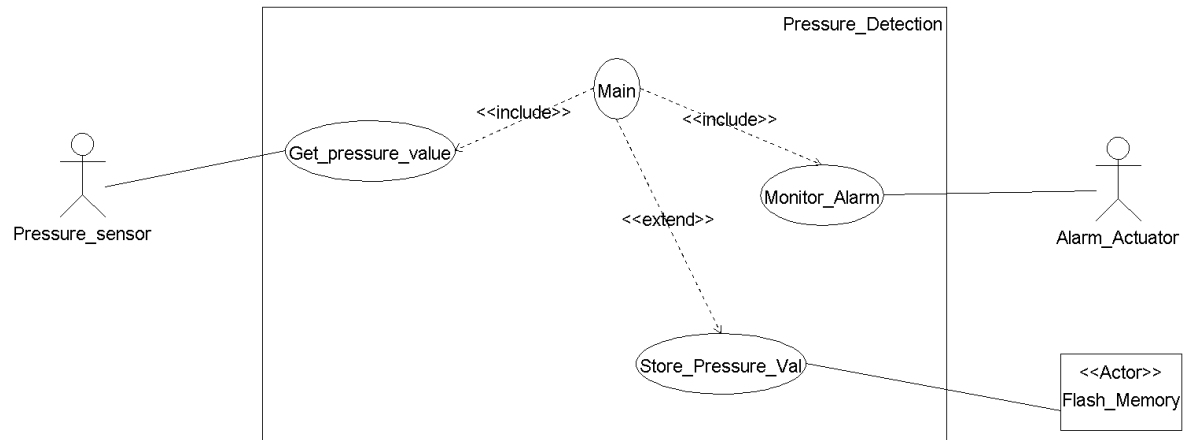 Pressure_Detection
Main
<<include>>
<<include>>
Get_pressure_value
Monitor_Alarm
<<extend>>
Pressure_sensor
Alarm_Actuator
Store_Pressure_Val
<<Actor>>
Flash_Memory